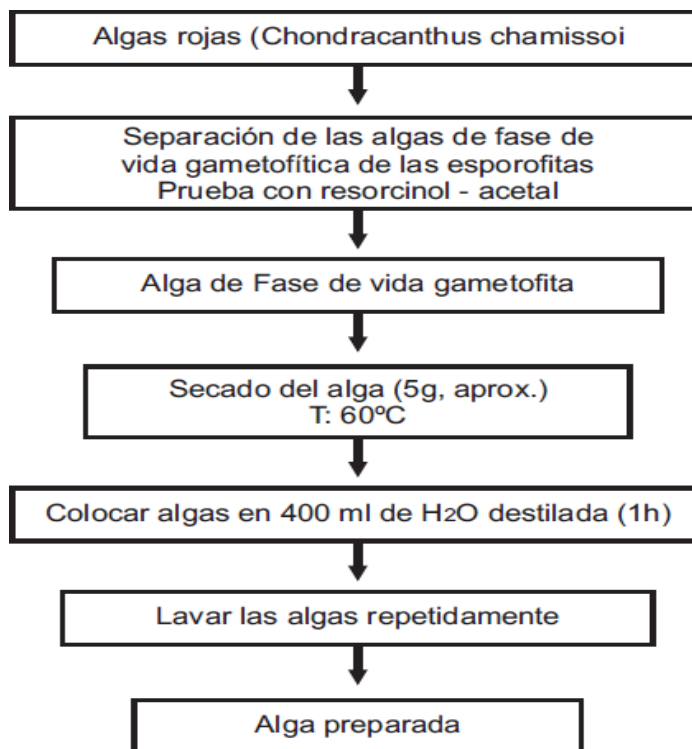 Algas rojas (Chondracanthus chamissoi
Separación de las algas de fase de
vida gametofítica de las esporofitas
Prueba con resorcinol - acetal
Alga de Fase de vida gametofita
Secado del alga (5g, aprox.)
T: 60ºC
Colocar algas en 400 ml de H2O destilada (1h)
Lavar las algas repetidamente
Alga preparada